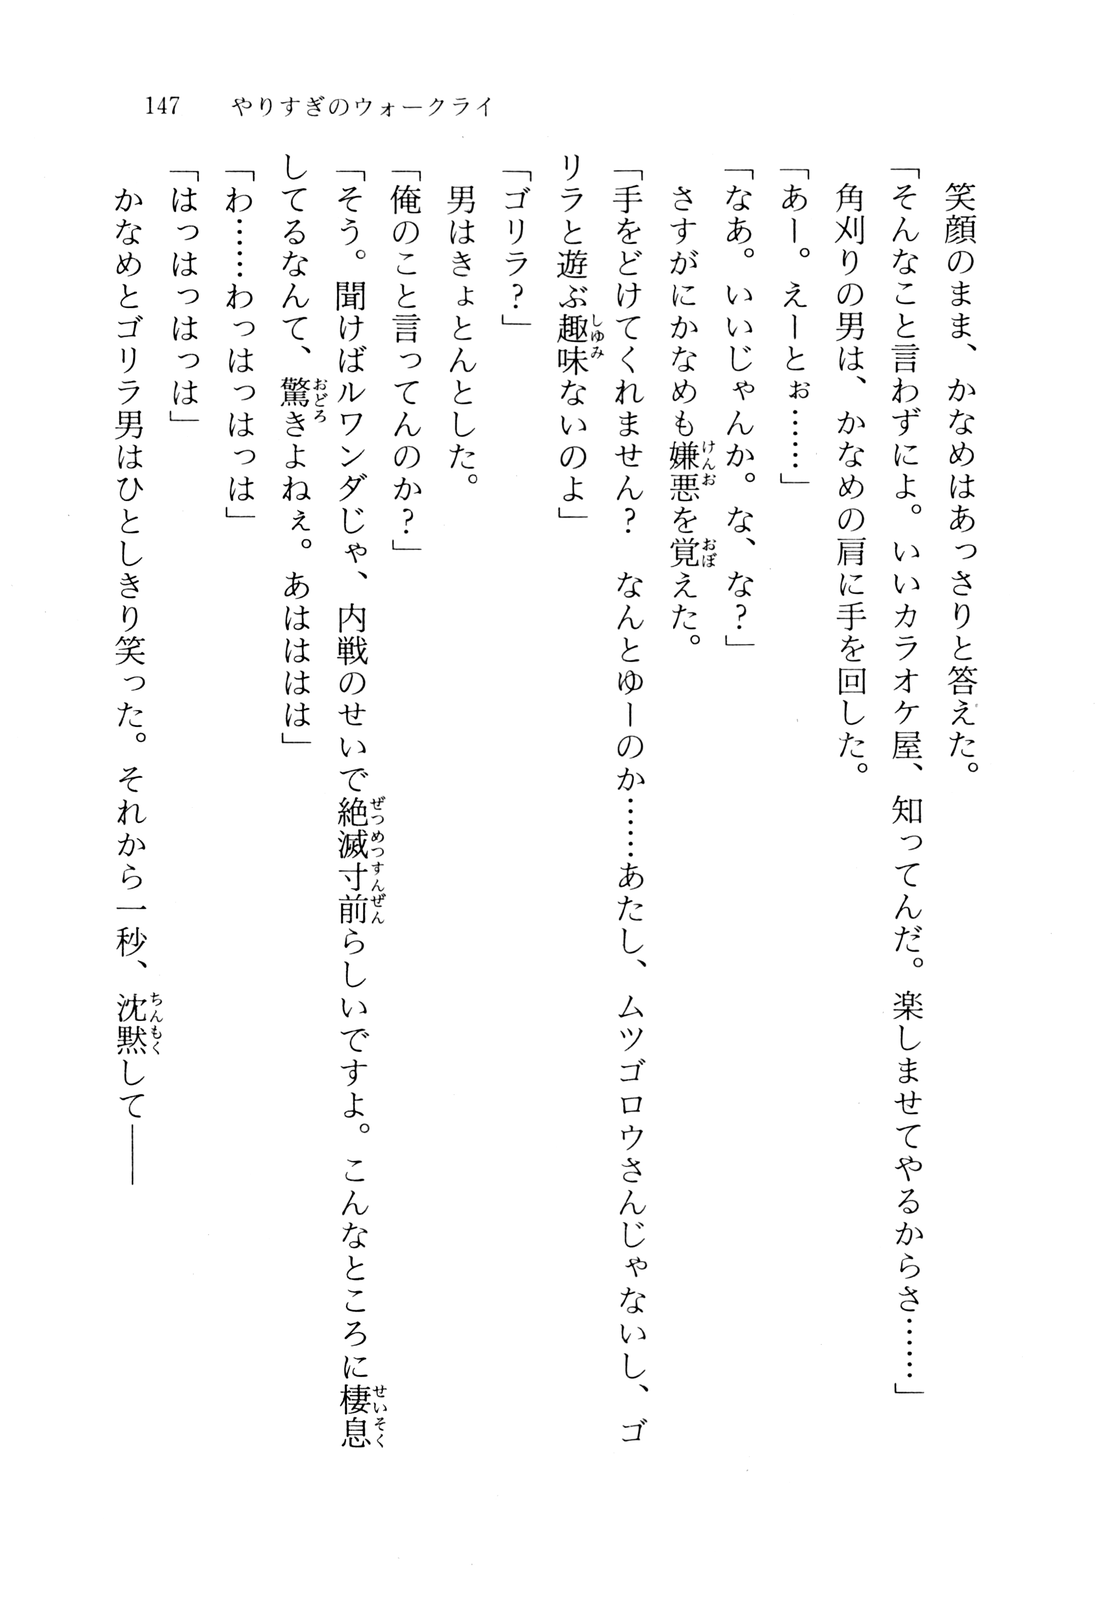 147　やりすぎのウォークライ
　笑顔のまま、かなめはあっさりと答えた。
「そんなこと言わずによ。いいカラオケ屋、知ってんだ。楽しませてやるからさ……」
　角刈りの男は、かなめの肩に手を回した。
「あー。えーとぉ……」
「なあ。いいじゃんか。な、な？」
　さすがにかなめも嫌悪を覚えた。
「手をどけてくれません？　なんとゆーのか……あたし、ムツゴロウさんじゃないし、ゴ
リラと遊ぶ趣味ないのよ」
「ゴリラ？」
　男はきょとんとした。
「俺のこと言ってんのか？」
「そう。聞けばルワンダじゃ、内戦のせいで絶滅寸前らしいですよ。こんなところに棲息
してるなんて、驚きよねぇ。あはははは」
「わ……わっはっはっは」
「はっはっはっは」
　かなめとゴリラ男はひとしきり笑った。それから一秒、沈黙して――